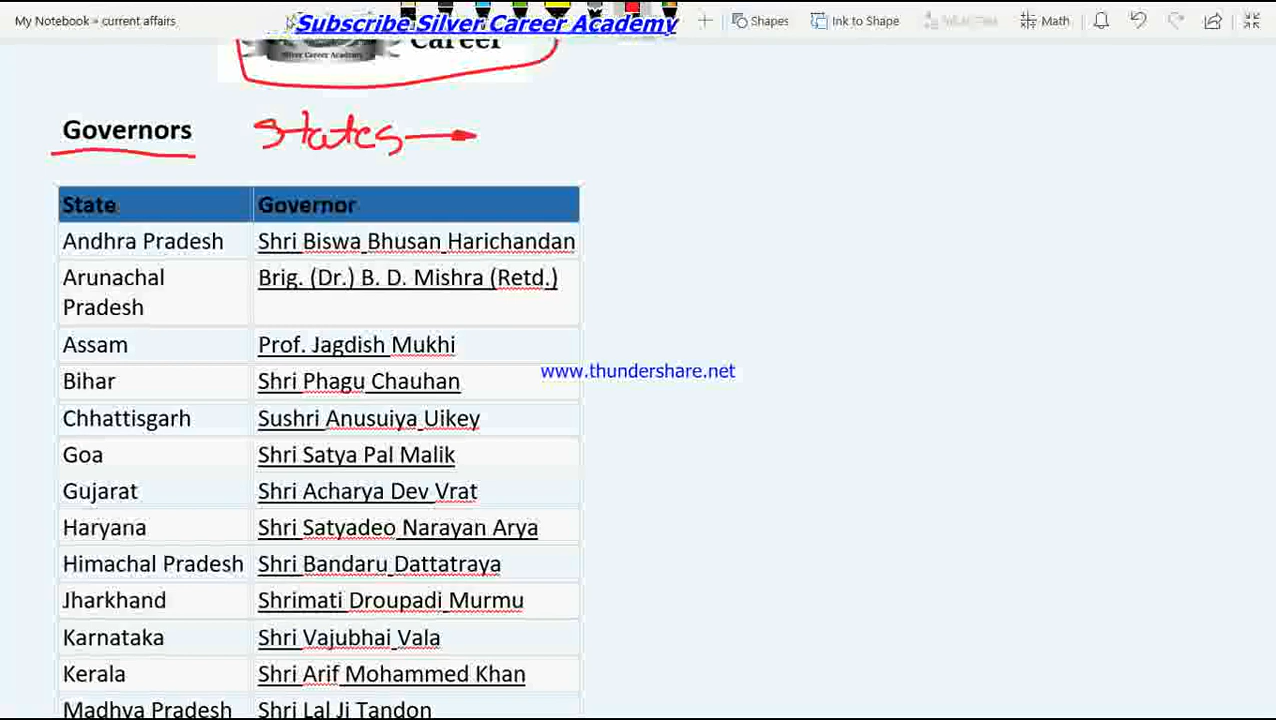 My Notebook » current affairs
Subscribe Silver Career Academy
Shapes
Ink to Shape
Math
Silver Career Academy
Career
Governors
States
State Governor
Andhra Pradesh Shri Biswa Bhusan Harichandan
Arunachal Pradesh Brig. (Dr.) B. D. Mishra (Retd.)
Assam Prof. Jagdish Mukhi
www.thundershare.net
Bihar Shri Phagu Chauhan
Chhattisgarh Sushri Anusuiya Uikey
Goa Shri Satya Pal Malik
Gujarat Shri Acharya Dev Vrat
Haryana Shri Satyadeo Narayan Arya
Himachal Pradesh Shri Bandaru Dattatraya
Jharkhand Shrimati Droupadi Murmu
Karnataka Shri Vajubhai Vala
Kerala Shri Arif Mohammed Khan
Madhya Pradesh Shri Lal Ji Tandon